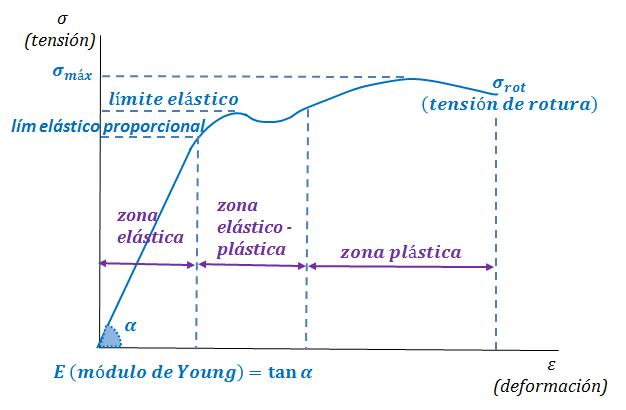 σ
(tensión)
σmáx
límite elástico
lím elástico proporcional
σrot
(tensión de rotura)
zona
elástica
zona
elástico -
plástica
zona plástica
α
ε
(deformación)
E (módulo de Young) = tan α